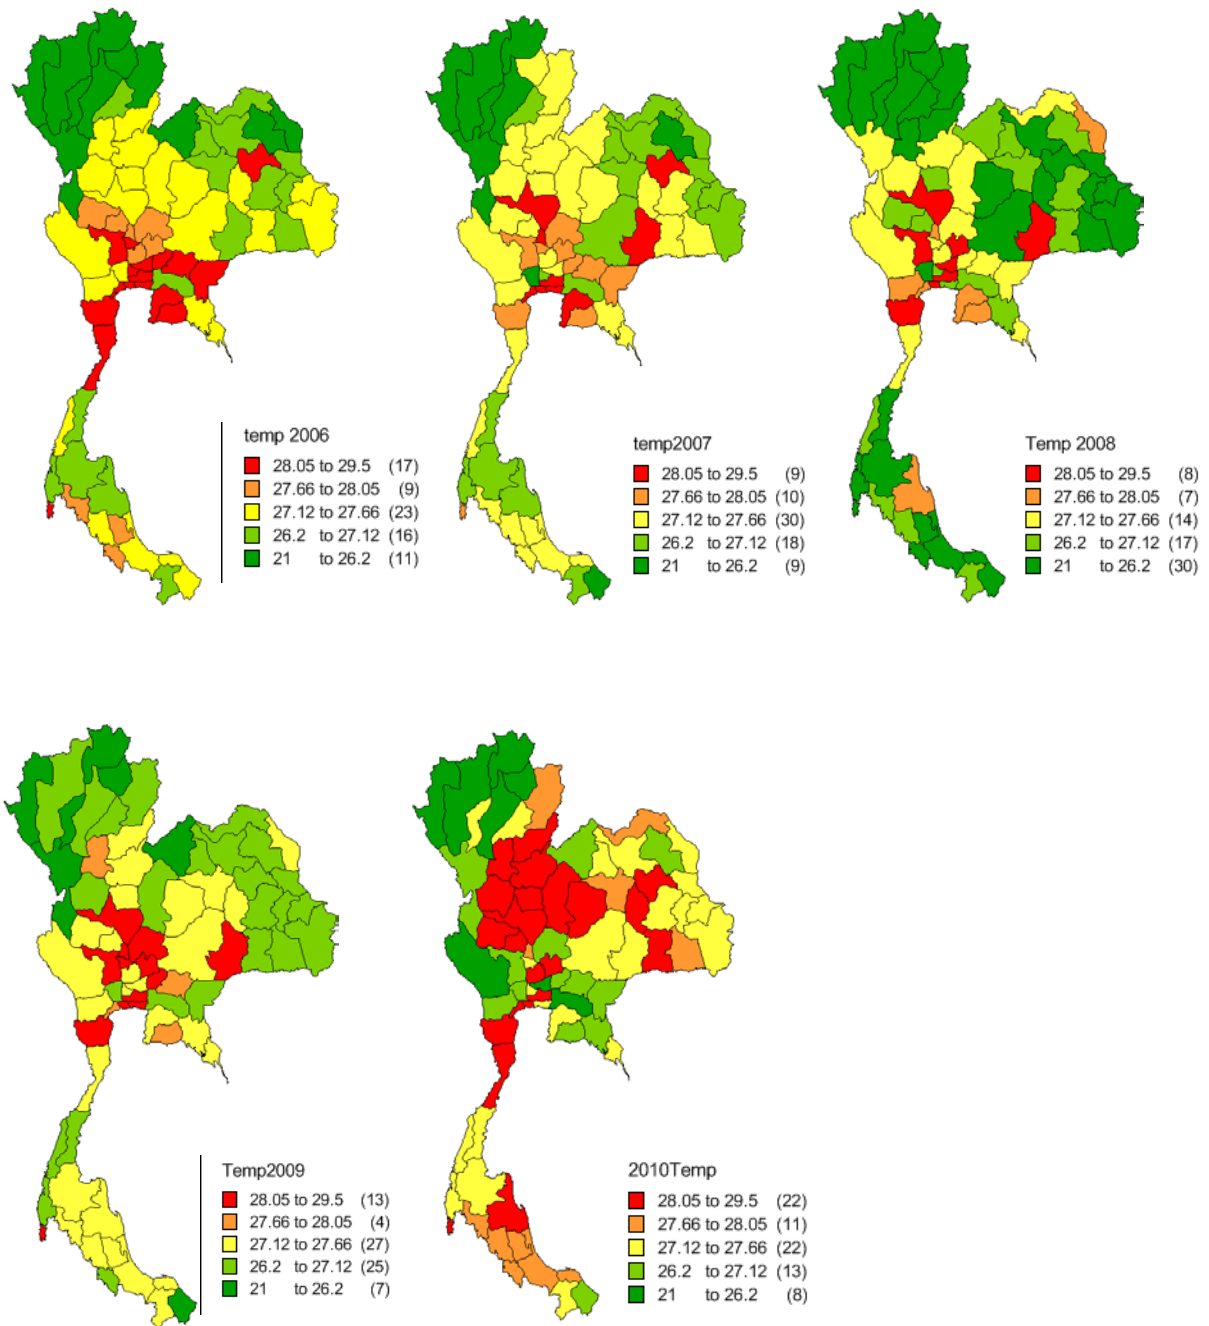 temp 2006
28.05 to 29.5 (17)
27.66 to 28.05 (9)
27.12 to 27.66 (23)
26.2 to 27.12 (16)
21 to 26.2 (11)
temp2007
28.05 to 29.5 (9)
27.66 to 28.05 (10)
27.12 to 27.66 (30)
26.2 to 27.12 (18)
21 to 26.2 (9)
Temp 2008
28.05 to 29.5 (8)
27.66 to 28.05 (7)
27.12 to 27.66 (14)
26.2 to 27.12 (17)
21 to 26.2 (30)
Temp2009
28.05 to 29.5 (13)
27.66 to 28.05 (4)
27.12 to 27.66 (27)
26.2 to 27.12 (25)
21 to 26.2 (7)
2010Temp
28.05 to 29.5 (22)
27.66 to 28.05 (11)
27.12 to 27.66 (22)
26.2 to 27.12 (13)
21 to 26.2 (8)